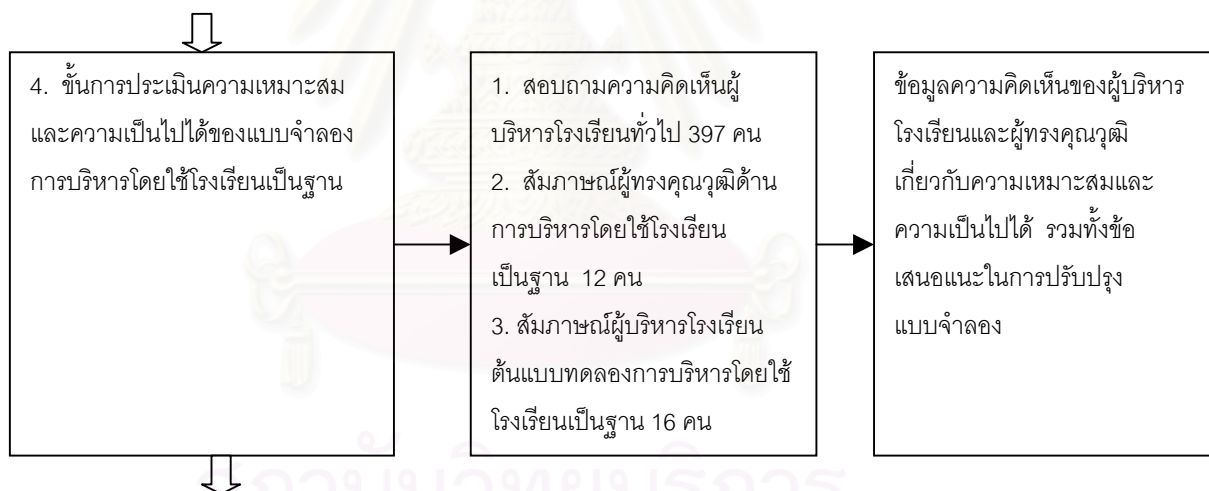 4. ขั้นการประเมินความเหมาะสม
และความเป็นไปได้ของแบบจำลอง
การบริหารโดยใช้โรงเรียนเป็นฐาน
1. สอบถามความคิดเห็นผู้
บริหารโรงเรียนทั่วไป 397 คน
2. สัมภาษณ์ผู้ทรงคุณวุฒิด้าน
การบริหารโดยใช้โรงเรียน
เป็นฐาน 12 คน
3. สัมภาษณ์ผู้บริหารโรงเรียน
ต้นแบบทดลองการบริหารโดยใช้
โรงเรียนเป็นฐาน 16 คน
ข้อมูลความคิดเห็นของผู้บริหาร
โรงเรียนและผู้ทรงคุณวุฒิ
เกี่ยวกับความเหมาะสมและ
ความเป็นไปได้ รวมทั้งข้อ
เสนอแนะในการปรับปรุง
แบบจำลอง
สถาบันวิทยบริการ